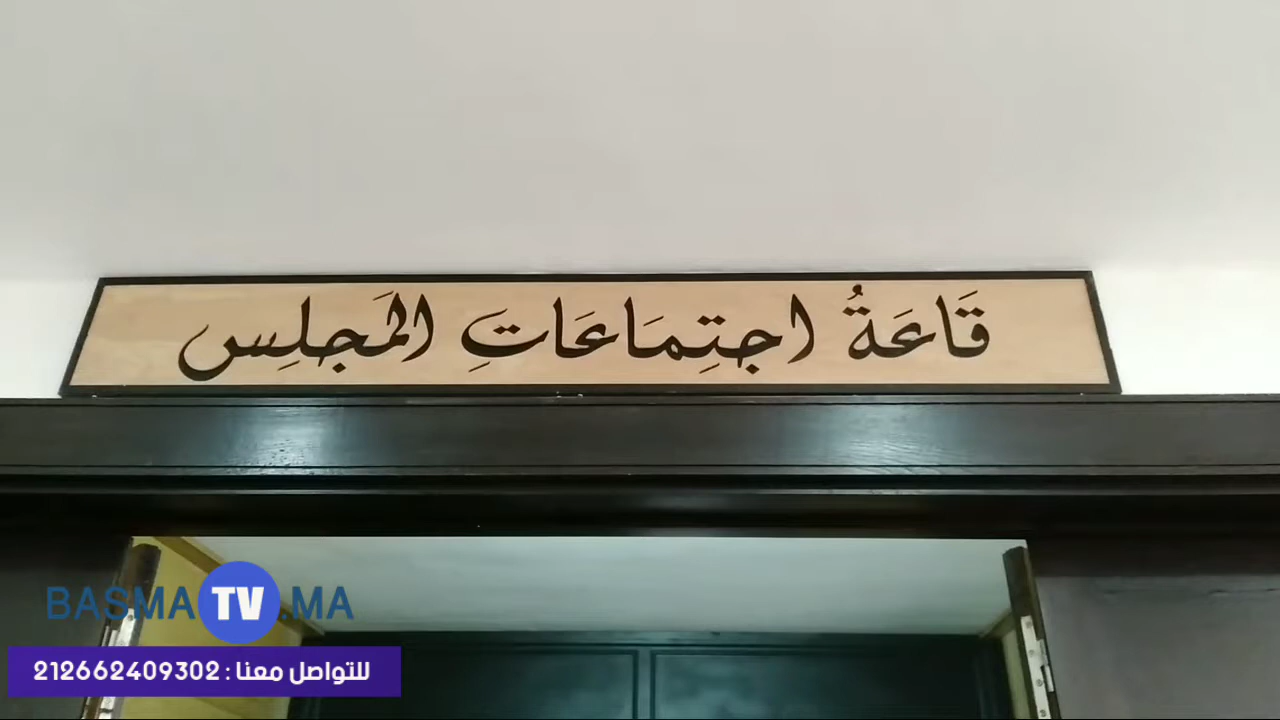 قَاعَةُ اجتِمَاعَاتِ المَجلِس
BASMA TV .MA
للتواصل معنا : 212662409302